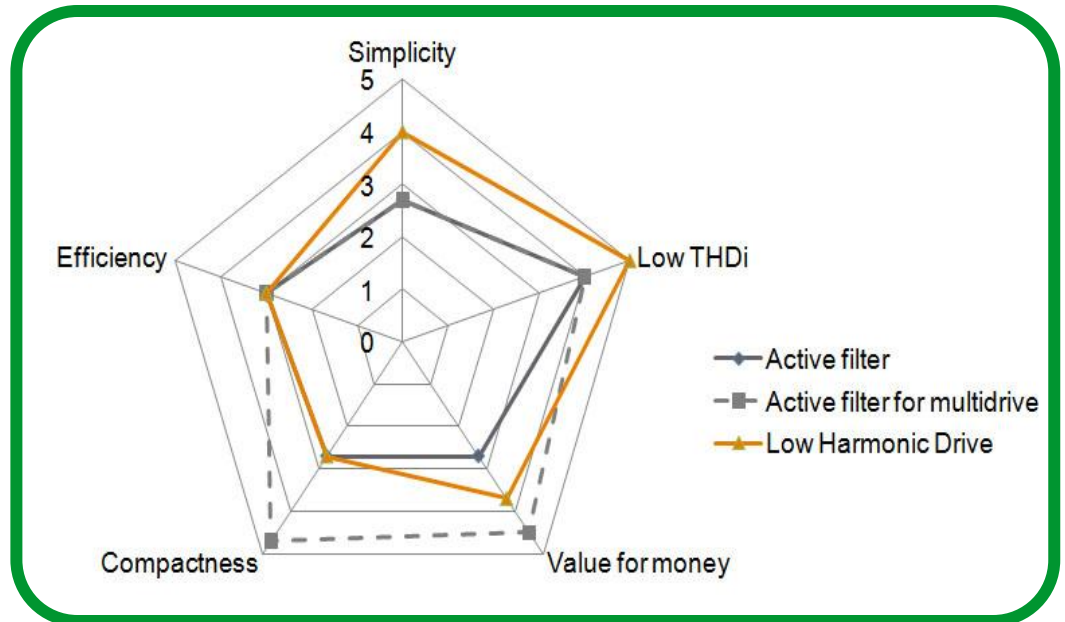 Simplicity
5
4
3
2
1
0
Efficiency
Low THDi
Compactness
Value for money
Active filter
Active filter for multidrive
Low Harmonic Drive